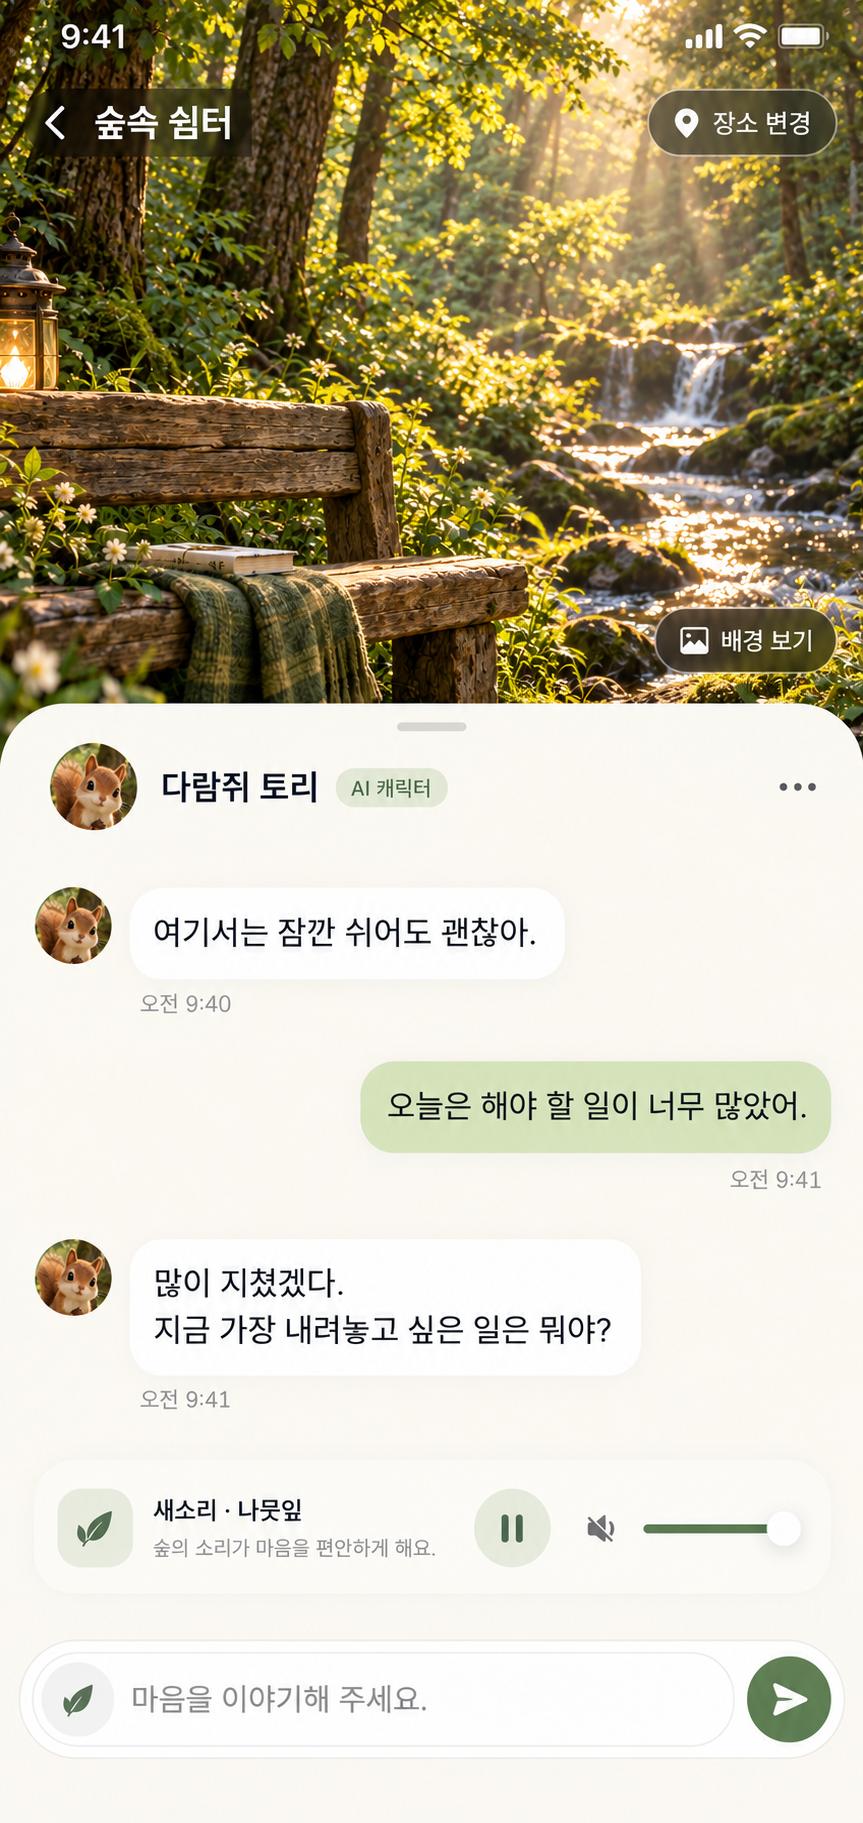 9:41
숲속 쉼터
장소 변경
배경 보기
다람쥐 토리
AI 캐릭터
여기서는 잠깐 쉬어도 괜찮아.
오전 9:40
오늘은 해야 할 일이 너무 많았어.
오전 9:41
많이 지쳤겠다.
지금 가장 내려놓고 싶은 일은 뭐야?
오전 9:41
새소리 · 나뭇잎
숲의 소리가 마음을 편안하게 해요.
마음을 이야기해 주세요.